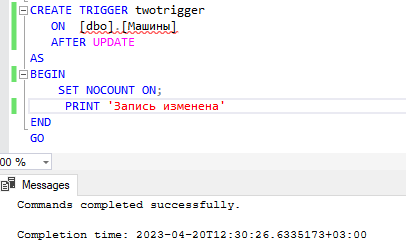 CREATE TRIGGER twotrigger
ON [dbo].[Машины]
AFTER UPDATE
AS
BEGIN
SET NOCOUNT ON;
PRINT 'Запись изменена'
END
GO
00 %
Messages
Commands completed successfully.
Completion time: 2023-04-20T12:30:26.6335173+03:00